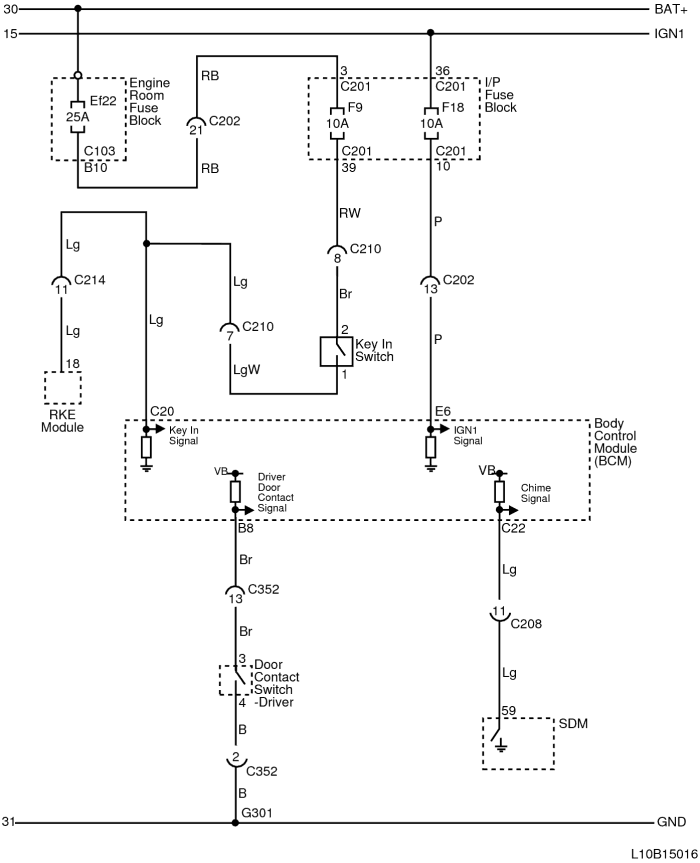 30 BAT+
15 IGN1
Engine
Room
Fuse
Block
Ef22
25A
C103
B10
RB
C202
21
RB
3
C201
36
C201
I/P
Fuse
Block
F9
10A
F18
10A
C201
39
C201
10
RW
P
C210
8
Br
C202
13
P
2
Key In
Switch
1
Lg
C214
11
Lg
18
RKE
Module
Lg
Lg
C210
7
LgW
C20
E6
Key In
Signal
IGN1
Signal
Body
Control
Module
(BCM)
VB
Driver
Door
Contact
Signal
VB
Chime
Signal
B8
C22
Br
C352
13
Br
3
Door
Contact
Switch
-Driver
4
B
2
C352
B
G301
Lg
11
C208
Lg
59
SDM
31 GND
L10B15016